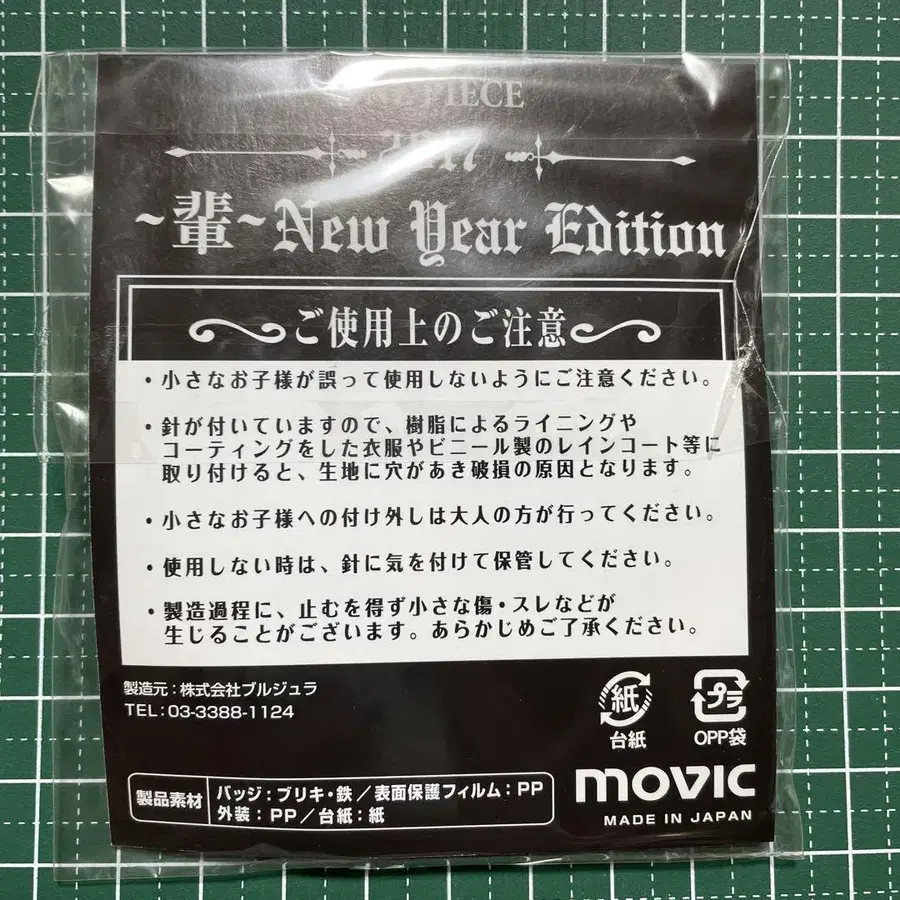 PIECE
2017
~輩~New Year Edition
ご使用上のご注意
・小さなお子様が誤って使用しないようにご注意ください。
・針が付いていますので、樹脂によるライニングや
コーティングをした衣服やビニール製のレインコート等に
取り付けると、生地に穴があき破損の原因となります。
・小さなお子様への付け外しは大人の方が行ってください。
・使用しない時は、針に気を付けて保管してください。
・製造過程に、止むを得ず小さな傷・スレなどが
生じることがございます。あらかじめご了承ください。
製造元：株式会社ブルジュラ
TEL：03-3388-1124
紙
台紙
プラ
OPP袋
movic
MADE IN JAPAN
製品素材
バッジ：ブリキ・鉄／表面保護フィルム：PP
外装：PP／台紙：紙